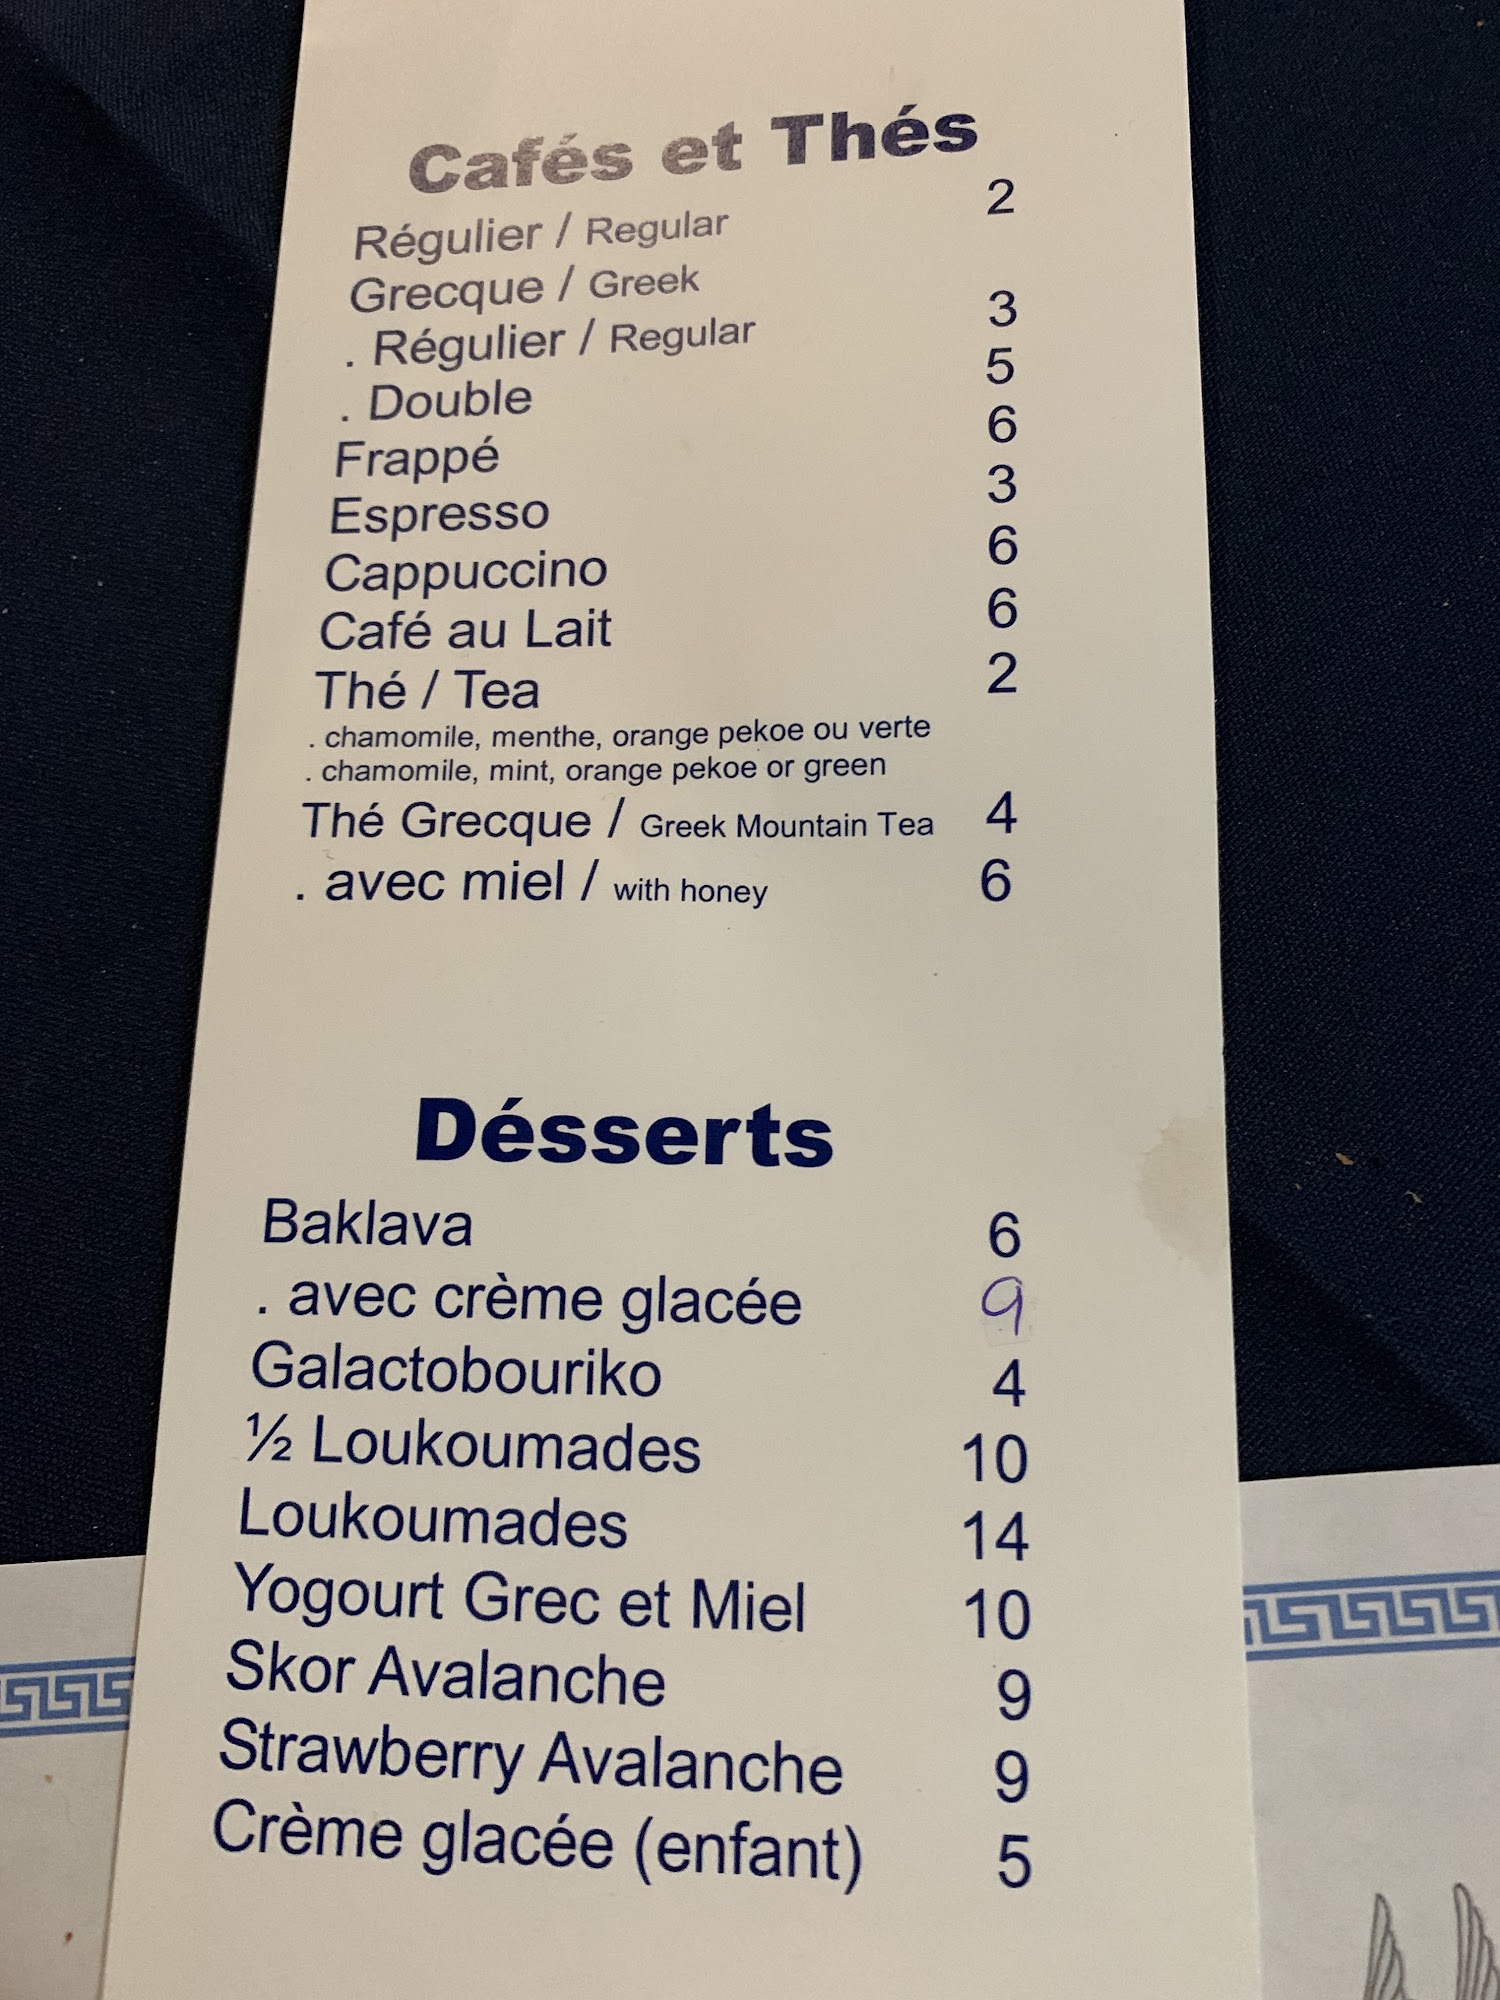 Cafés et Thés
Régulier / Regular 2
Grecque / Greek
. Régulier / Regular 3
. Double 5
Frappé 6
Espresso 3
Cappuccino 6
Café au Lait 6
Thé / Tea 2
. chamomile, menthe, orange pekoe ou verte
. chamomile, mint, orange pekoe or green
Thé Grecque / Greek Mountain Tea 4
. avec miel / with honey 6
Désserts
Baklava 6
. avec crème glacée 9
Galactobouriko 4
½ Loukoumades 10
Loukoumades 14
Yogourt Grec et Miel 10
Skor Avalanche 9
Strawberry Avalanche 9
Crème glacée (enfant) 5